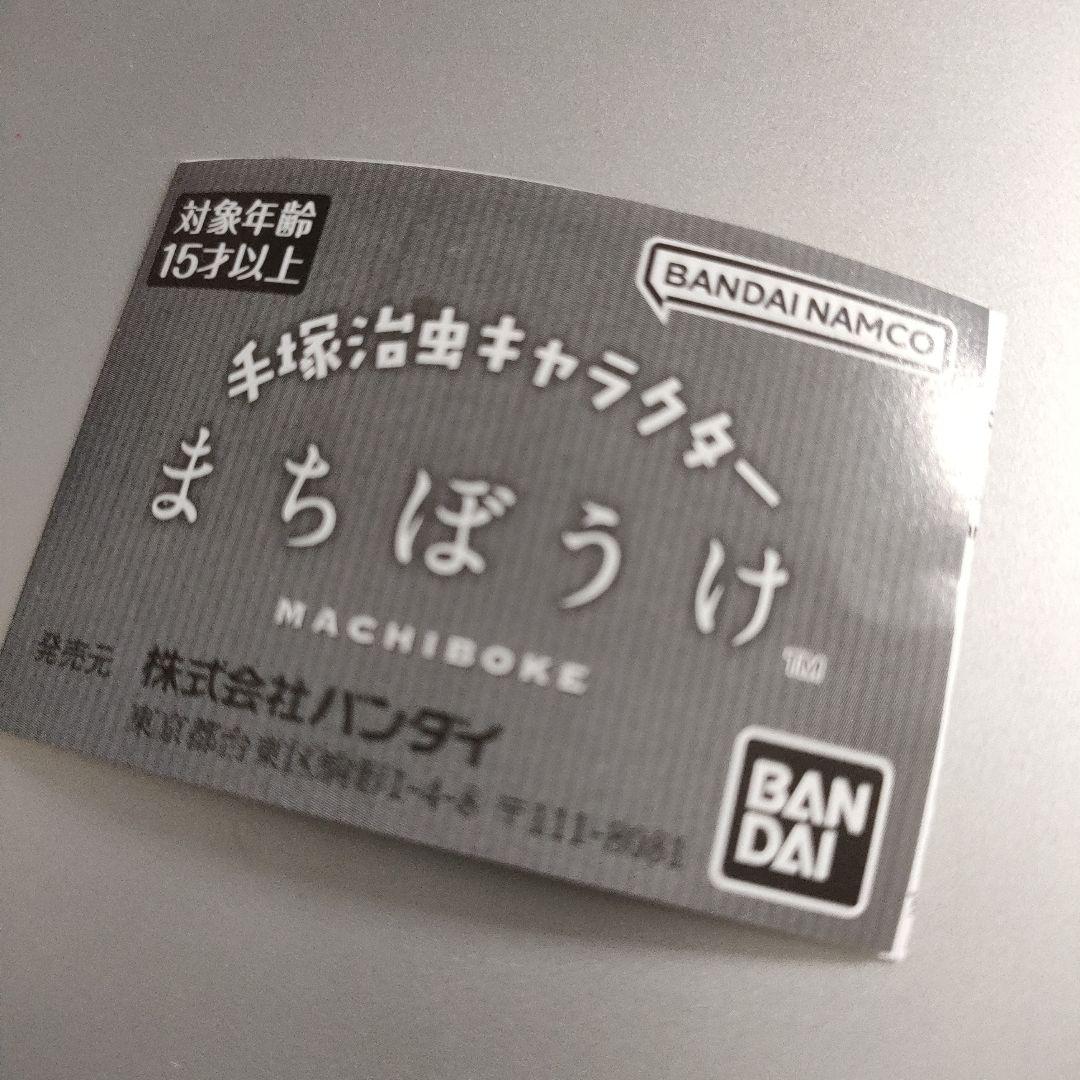 対象年齢
15才以上
BANDAI NAMCO
手塚治虫キャラクター
まちぼうけ
MACHIBOKE
TM
発売元 株式会社バンダイ
東京都台東区駒形1-4-8 〒111-8081
BAN
DAI